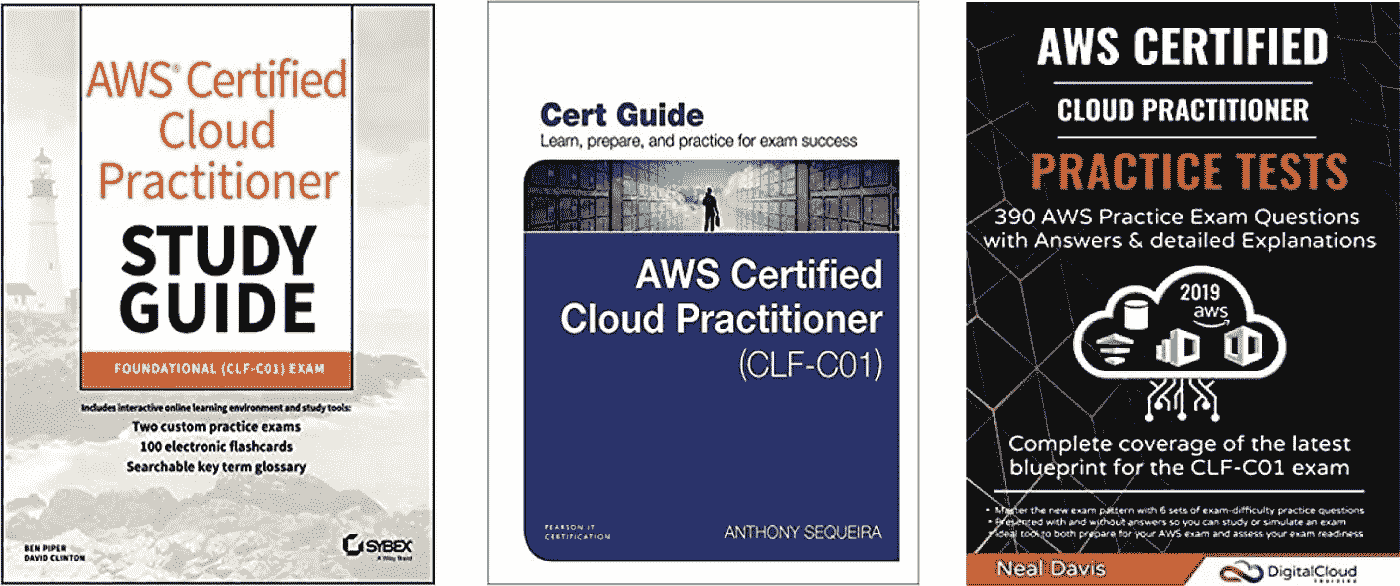 AWS® Certified
Cloud
Practitioner
STUDY
GUIDE
FOUNDATIONAL (CLF-C01) EXAM
Includes interactive online learning environment and study tools:
Two custom practice exams
100 electronic flashcards
Searchable key term glossary
BEN PIPER
DAVID CLINTON
SYBEX
A Wiley Brand
Cert Guide
Learn, prepare, and practice for exam success
AWS Certified
Cloud Practitioner
(CLF-C01)
PEARSON IT
CERTIFICATION
ANTHONY SEQUEIRA
AWS CERTIFIED
CLOUD PRACTITIONER
PRACTICE TESTS
390 AWS Practice Exam Questions
with Answers & detailed Explanations
2019
aws
Complete coverage of the latest
blueprint for the CLF-C01 exam
• Master the new exam pattern with 6 sets of exam-difficulty practice questions
• Presented with and without answers so you can study or simulate an exam
• Ideal tool to both prepare for your AWS exam and assess your exam readiness
Neal Davis
DigitalCloud
TRAINING